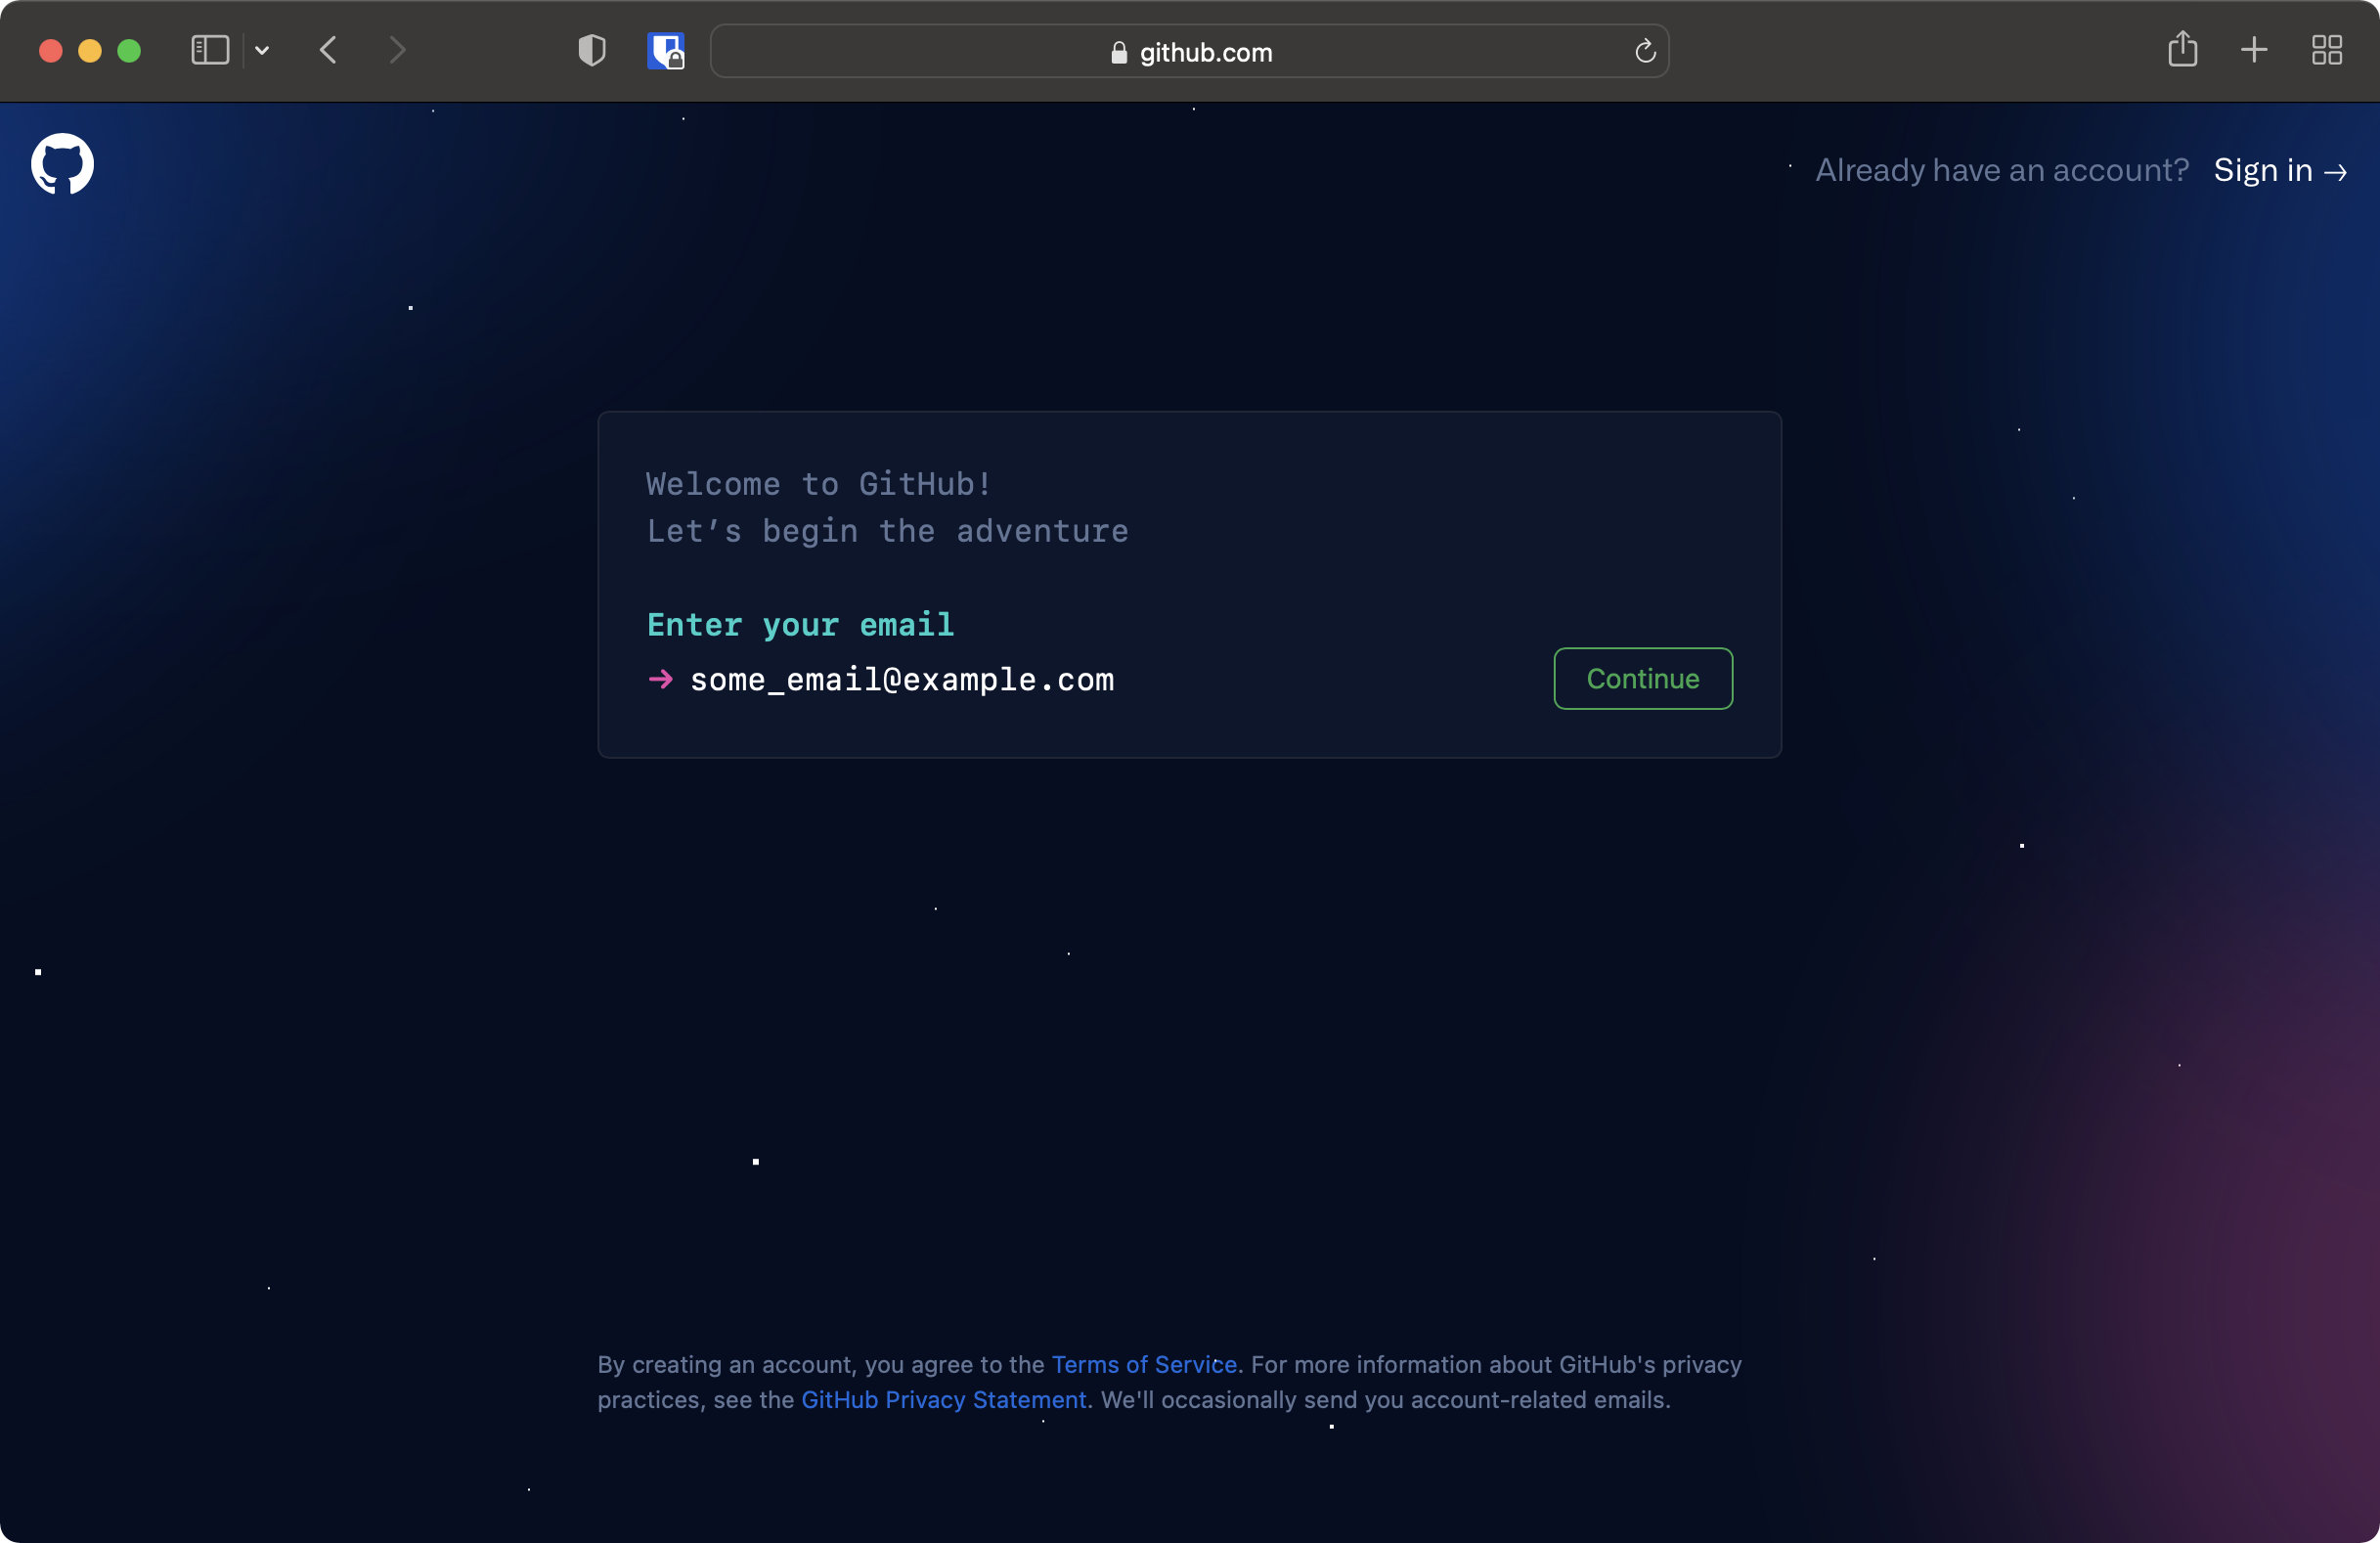 github.com
Already have an account? Sign in →
Welcome to GitHub!
Let’s begin the adventure
Enter your email
→ some_email@example.com
Continue
By creating an account, you agree to the Terms of Service. For more information about GitHub's privacy
practices, see the GitHub Privacy Statement. We'll occasionally send you account-related emails.